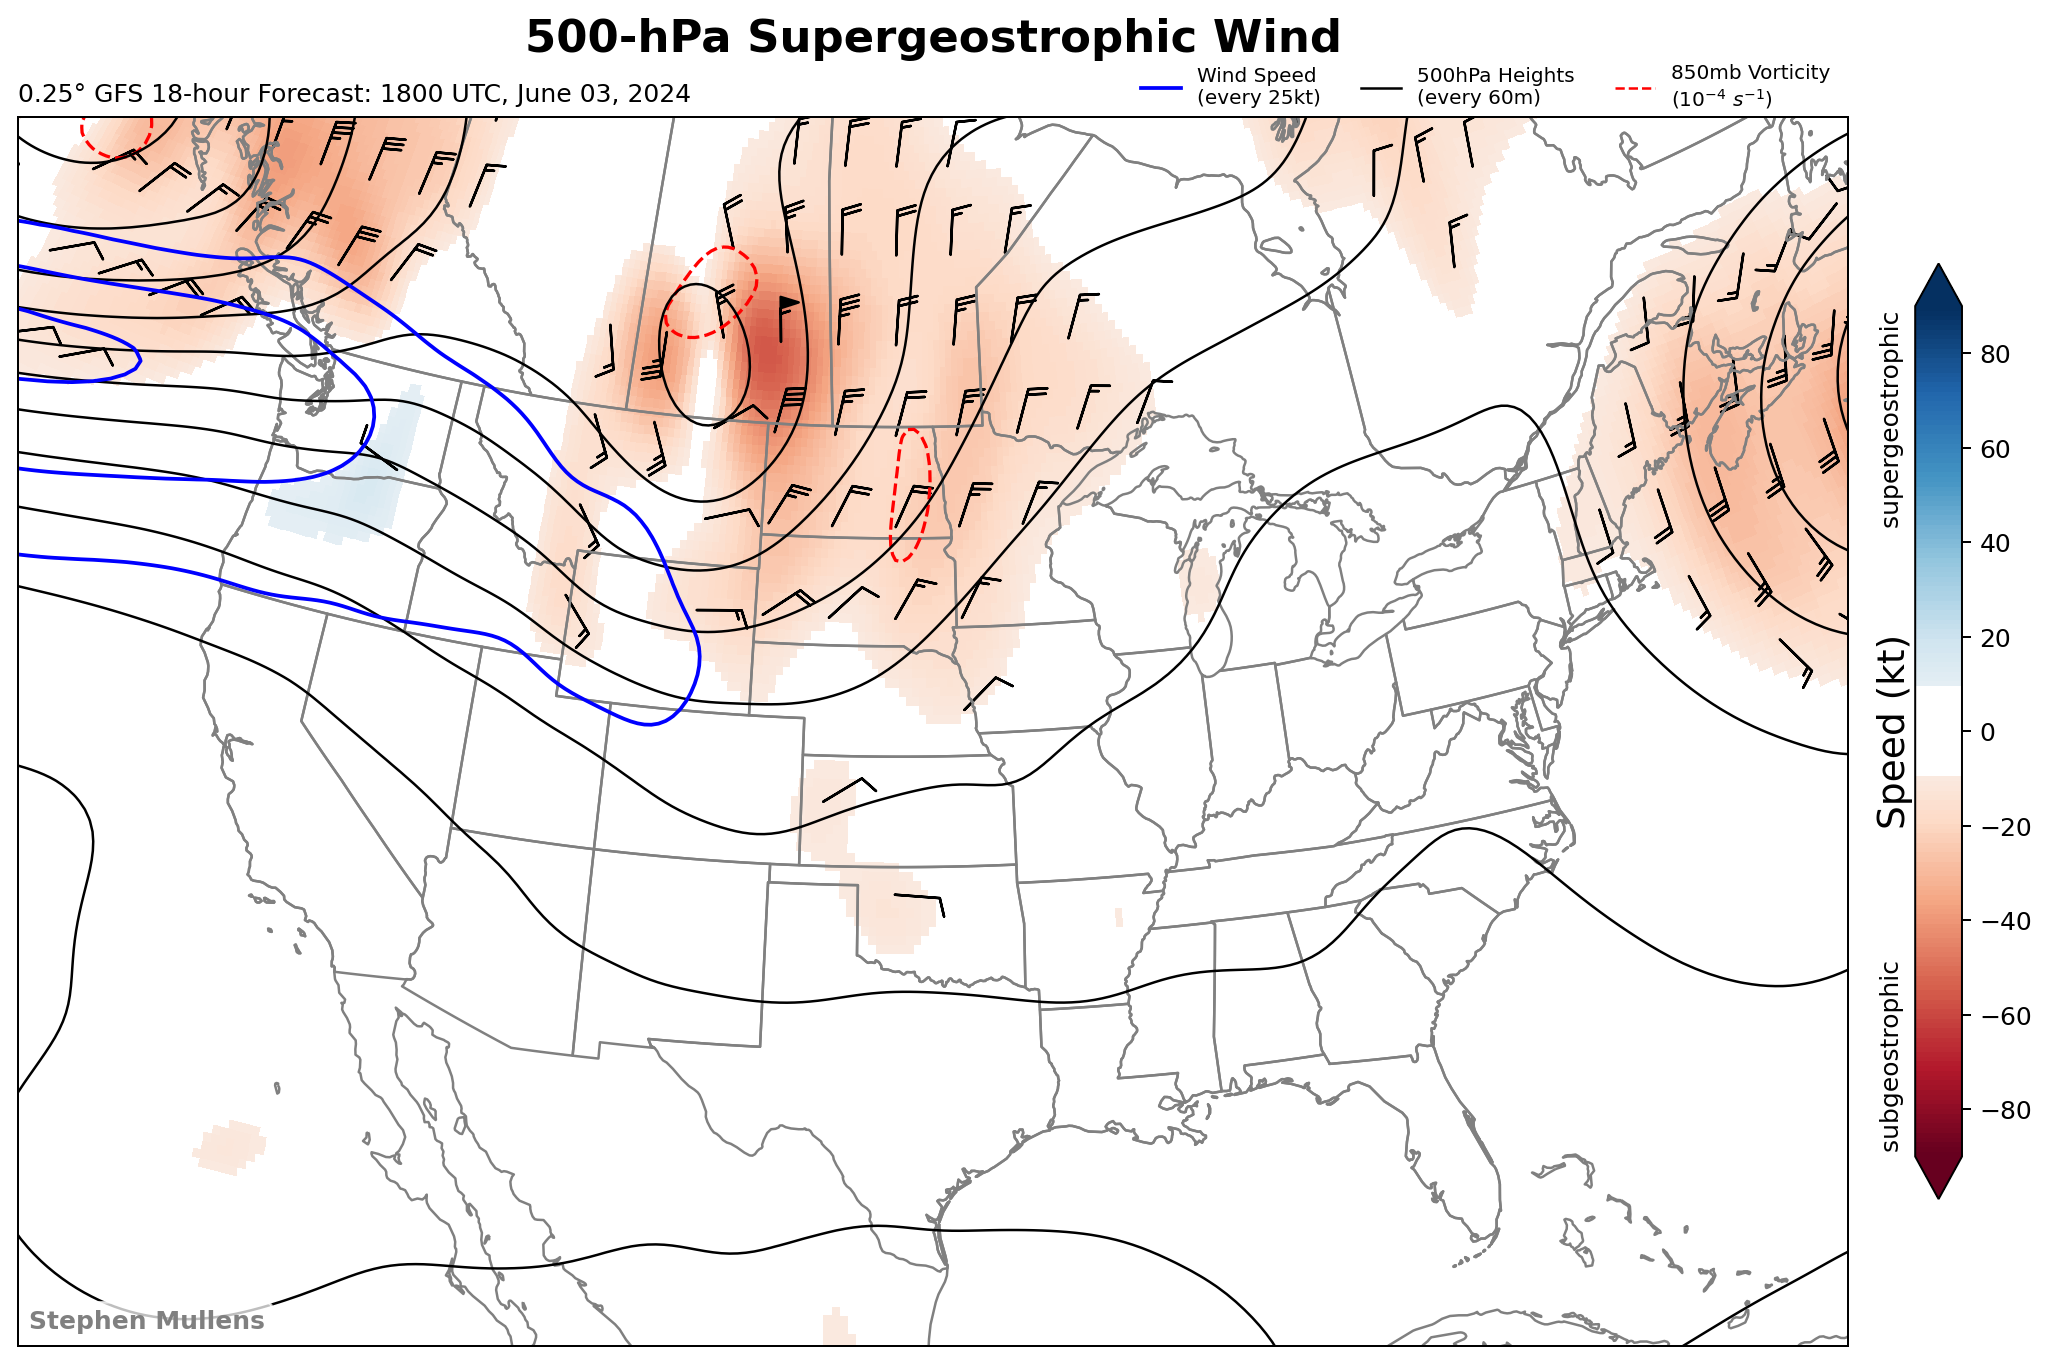 500-hPa Supergeostrophic Wind
0.25° GFS 18-hour Forecast: 1800 UTC, June 03, 2024
Wind Speed
(every 25kt)
500hPa Heights
(every 60m)
850mb Vorticity
(10⁻⁴ s⁻¹)
supergeostrophic
Speed (kt)
subgeostrophic
80
60
40
20
0
−20
−40
−60
−80
Stephen Mullens